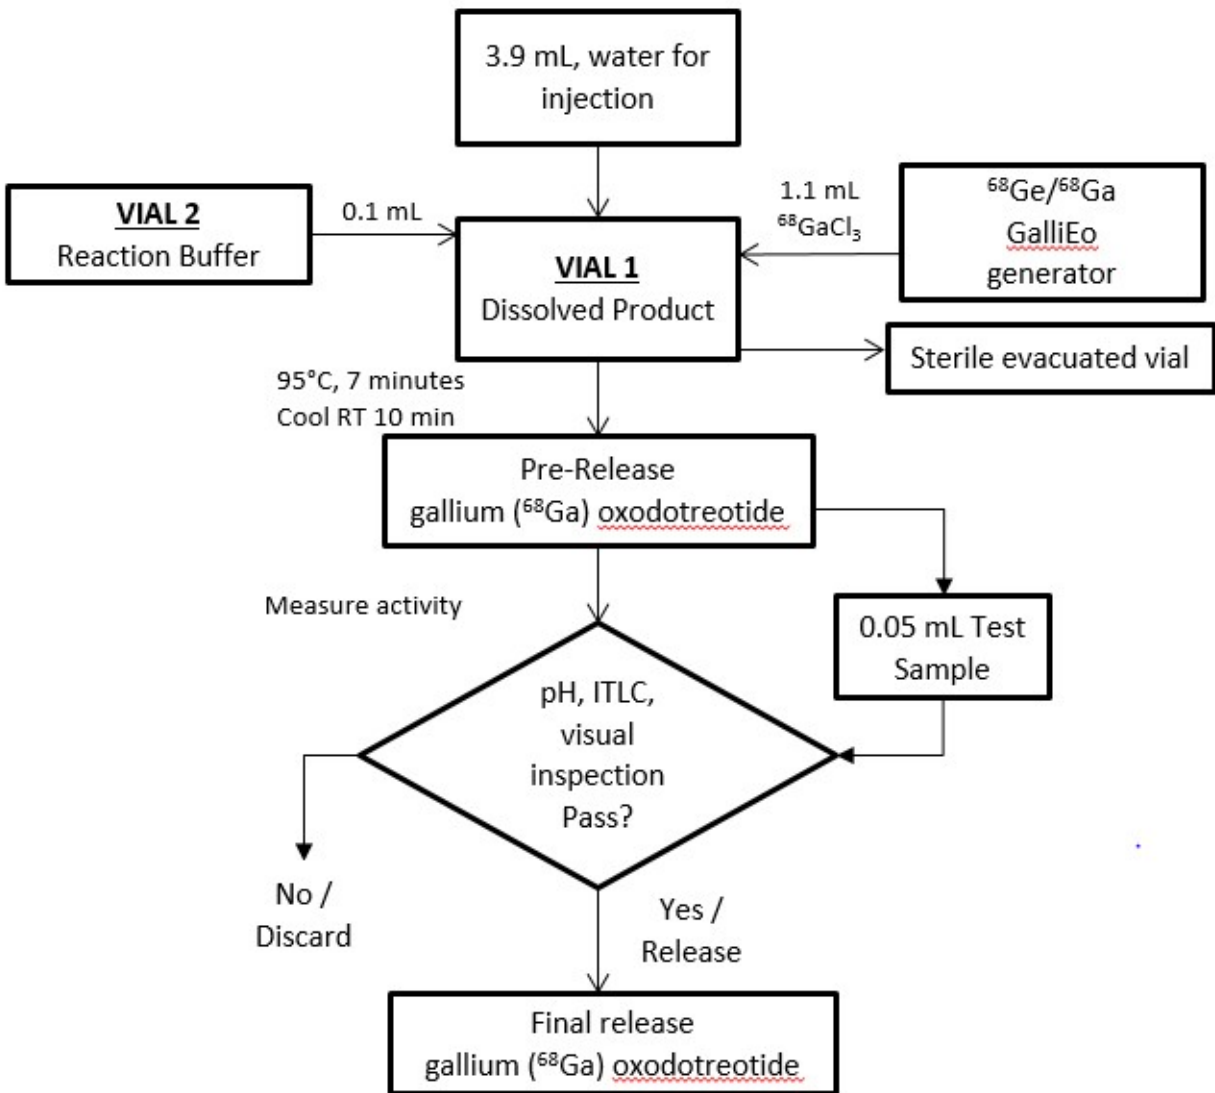 3.9 mL, water for
injection
VIAL 2
Reaction Buffer
0.1 mL
VIAL 1
Dissolved Product
1.1 mL
⁶⁸GaCl₃
⁶⁸Ge/⁶⁸Ga
GalliEo
generator
Sterile evacuated vial
95°C, 7 minutes
Cool RT 10 min
Pre-Release
gallium (⁶⁸Ga) oxodotreotide
Measure activity
0.05 mL Test
Sample
pH, ITLC,
visual
inspection
Pass?
No /
Discard
Yes /
Release
Final release
gallium (⁶⁸Ga) oxodotreotide